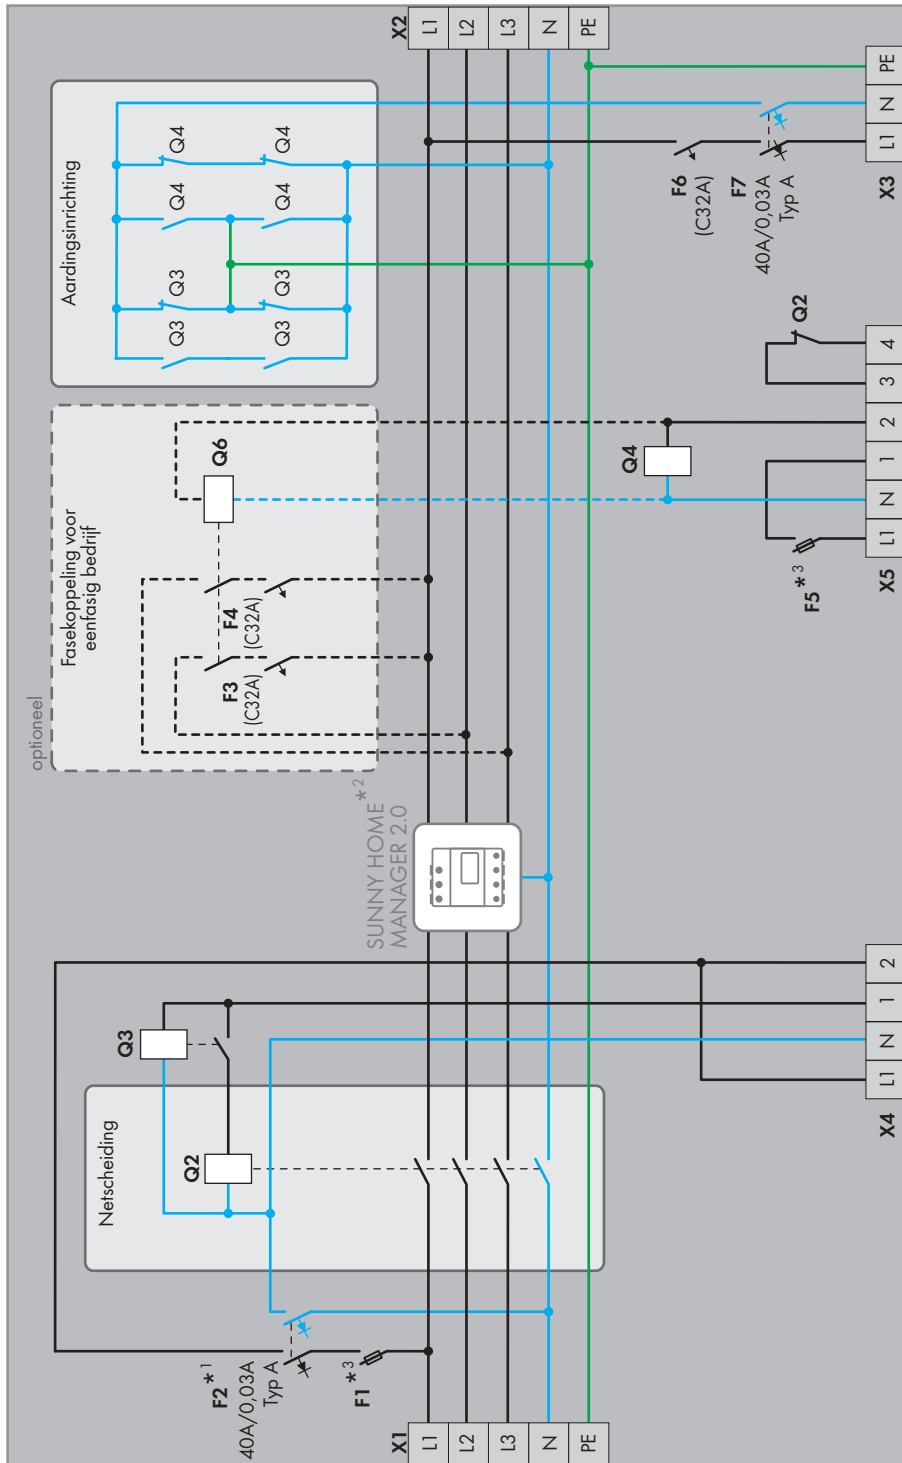 X2
L1
L2
L3
N
PE
PE
N
L1
X3
Aardingsinrichting
Q4
Q4
Q4
Q4
Q3
Q3
Q3
Q3
F6
(C32A)
F7
40A/0,03A
Typ A
Q2
4
3
2
1
N
L1
X5
Q4
F5 *3
optioneel
Fasekoppeling voor
eenfasig bedrijf
Q6
F4
(C32A)
F3
(C32A)
SUNNY HOME *2
MANAGER 2.0
Q3
Netscheiding
Q2
2
1
N
L1
X4
F2 *1
40A/0,03A
Typ A
F1 *3
X1
L1
L2
L3
N
PE